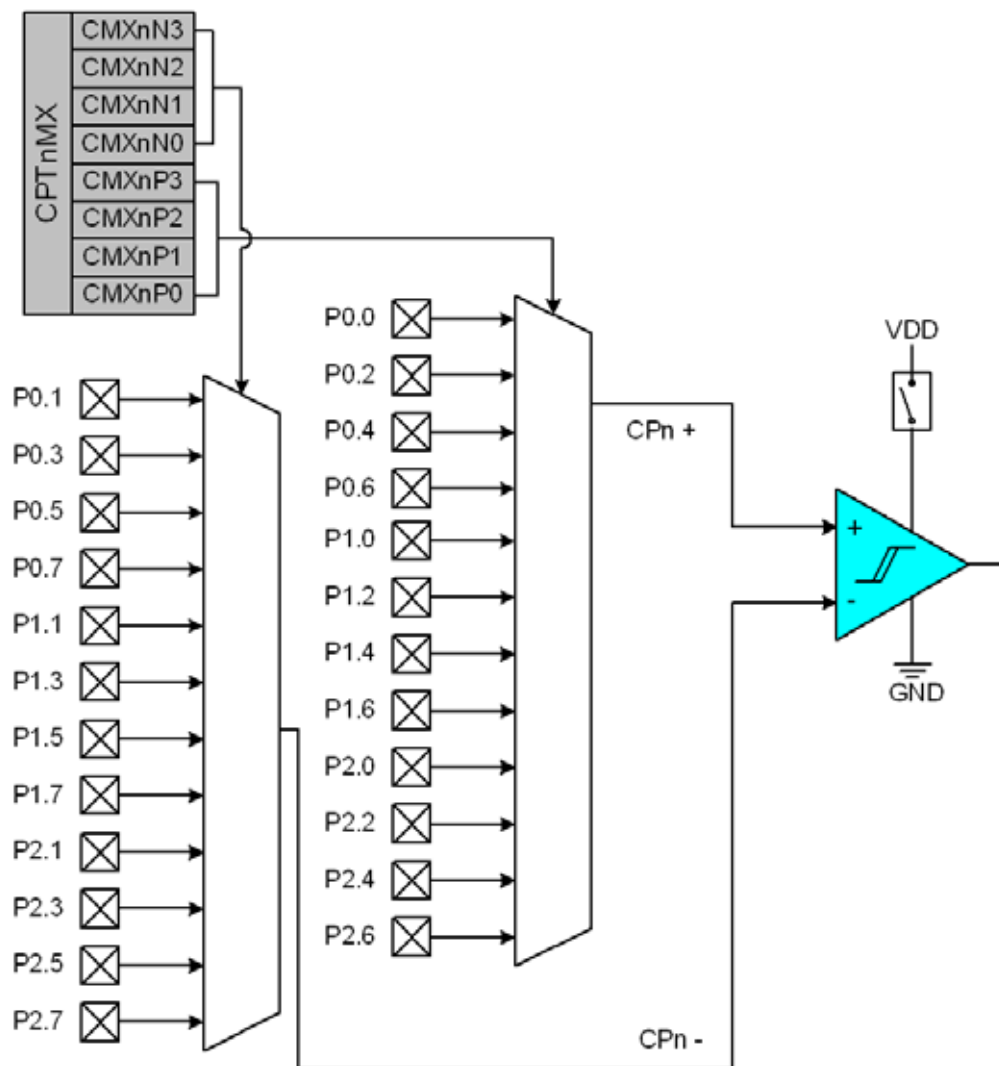 CPTnMX
CMXnN3
CMXnN2
CMXnN1
CMXnN0
CMXnP3
CMXnP2
CMXnP1
CMXnP0
P0.1
P0.3
P0.5
P0.7
P1.1
P1.3
P1.5
P1.7
P2.1
P2.3
P2.5
P2.7
P0.0
P0.2
P0.4
P0.6
P1.0
P1.2
P1.4
P1.6
P2.0
P2.2
P2.4
P2.6
CPn +
CPn -
VDD
+
-
GND